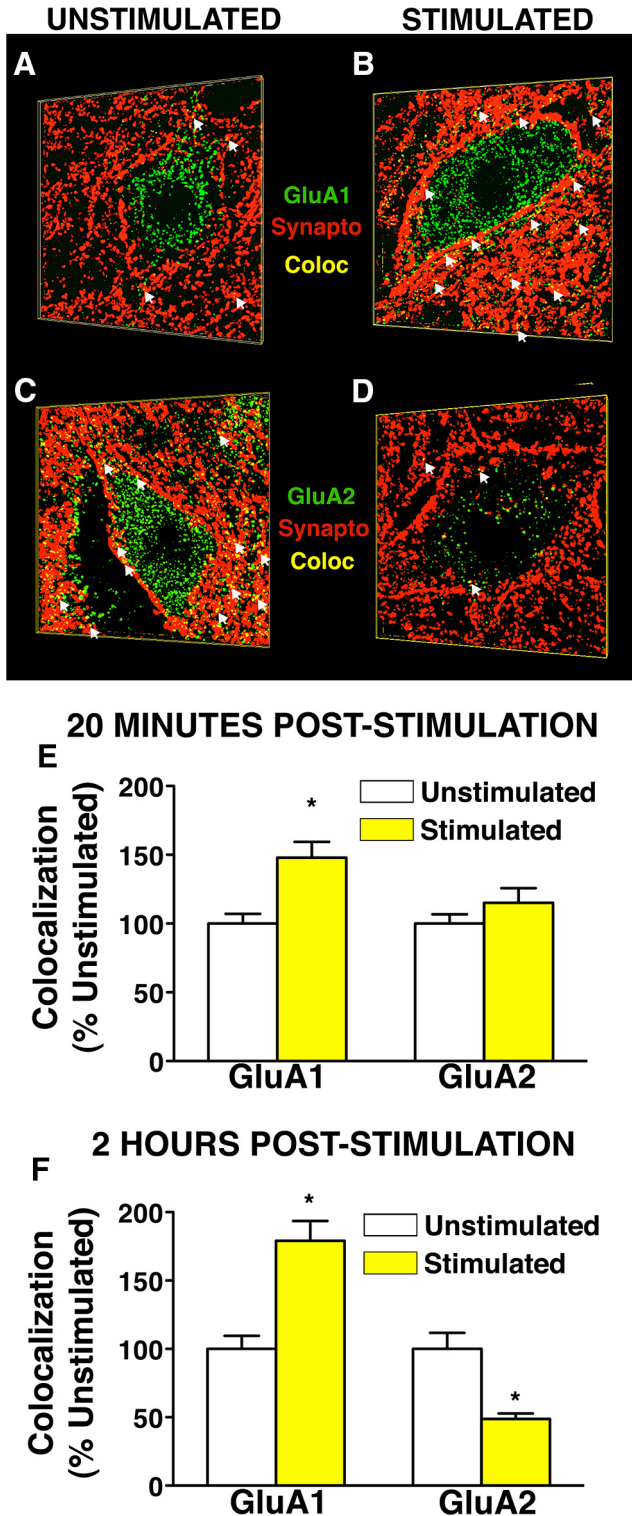 UNSTIMULATED STIMULATED
A B
GluA1
Synapto
Coloc
C D
GluA2
Synapto
Coloc
20 MINUTES POST-STIMULATION
E
Colocalization
(% Unstimulated)
200
150
100
50
0
*
Unstimulated
Stimulated
GluA1 GluA2
2 HOURS POST-STIMULATION
F
Colocalization
(% Unstimulated)
200
150
100
50
0
*
*
Unstimulated
Stimulated
GluA1 GluA2